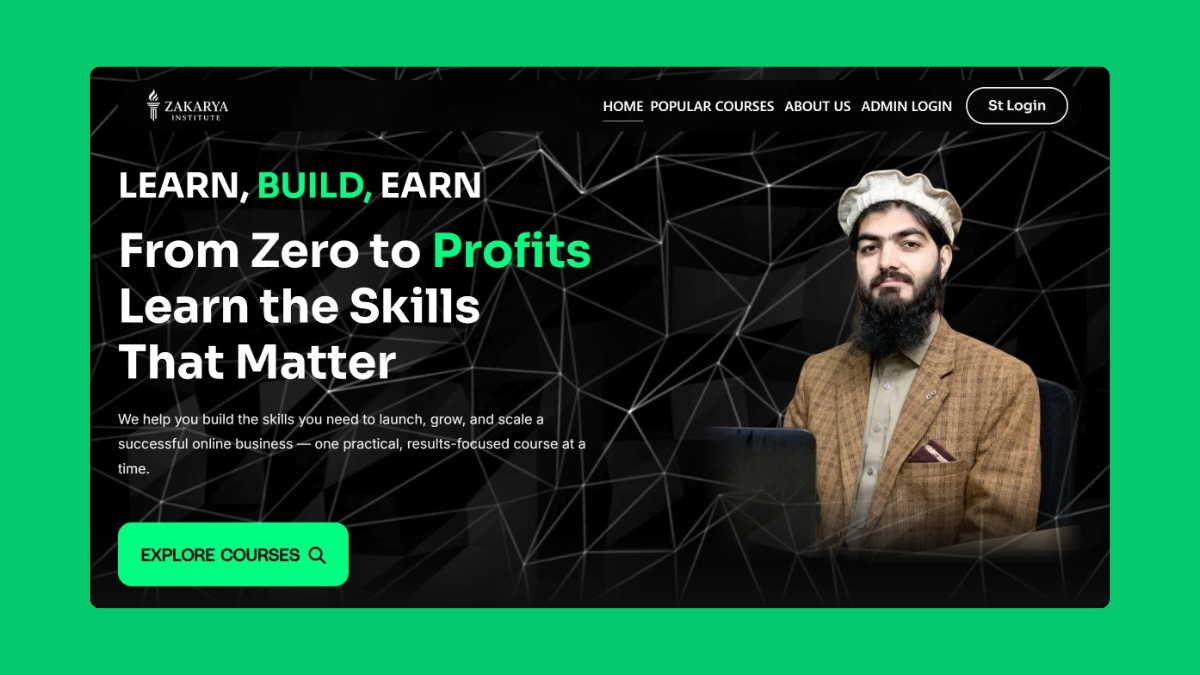 ZAKARYA
INSTITUTE
HOME POPULAR COURSES ABOUT US ADMIN LOGIN St Login
LEARN, BUILD, EARN
From Zero to Profits
Learn the Skills
That Matter
We help you build the skills you need to launch, grow, and scale a
successful online business — one practical, results-focused course at a
time.
EXPLORE COURSES